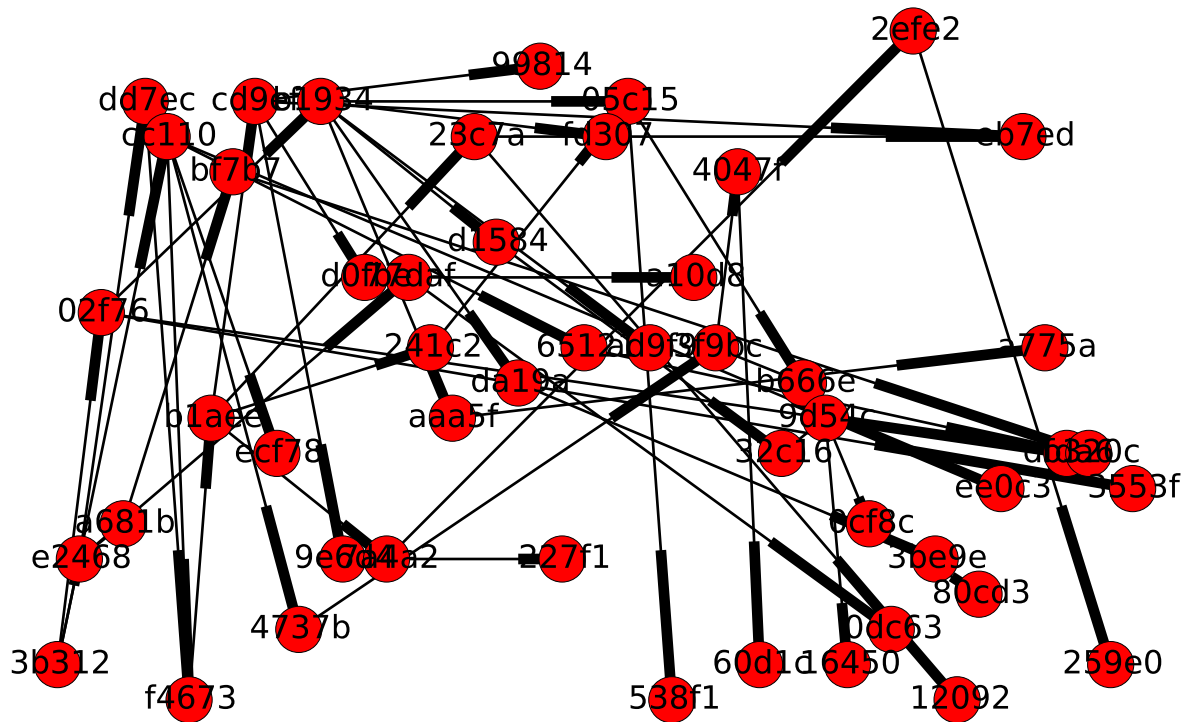 2efe2
99814
dd7ec
05c15
cc110
23c7a
fd307
eb7ed
bf7b7
4047f
d1584
a10d8
02f76
241c2
a775a
da19a
b666e
b1aee
aaa5f
9d54c
ecf78
32c16
ee0c3
3553f
a681b
0cf8c
e2468
227f1
3be9e
80cd3
4737b
0dc63
3b312
60d1c
16450
259e0
f4673
538f1
12092